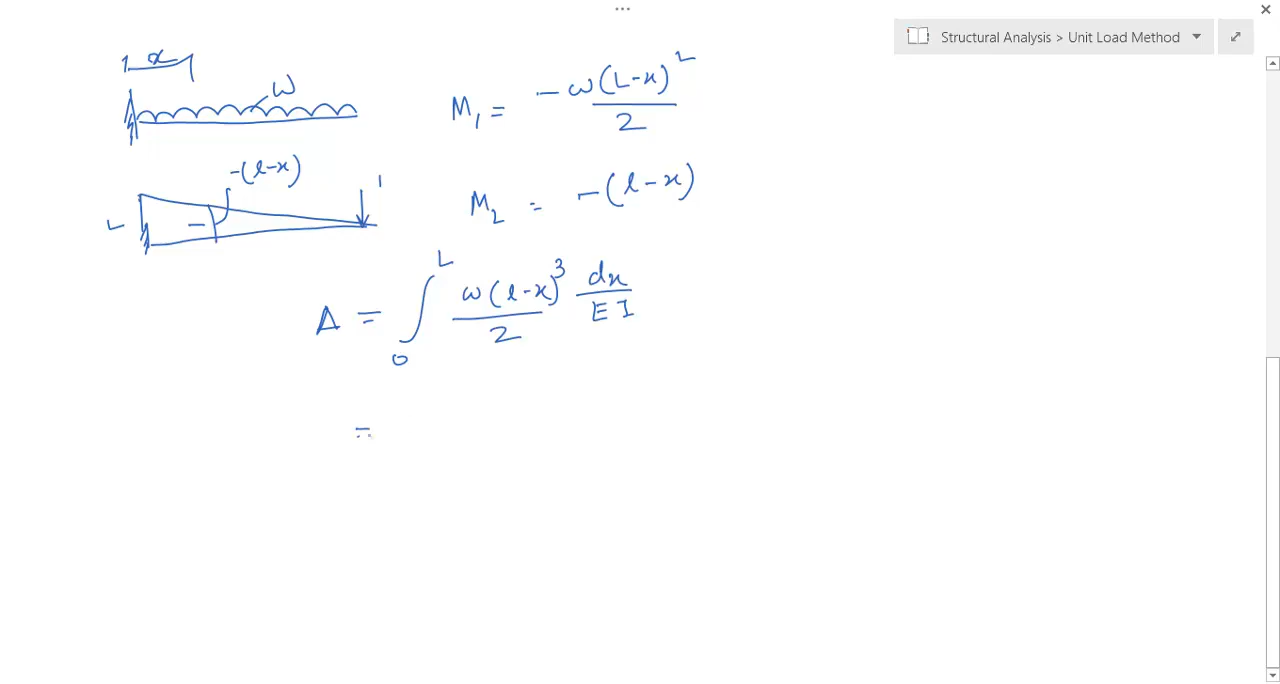 Structural Analysis > Unit Load Method
x
w
M₁ = -w(L-x)²/2
-(l-x)
1
L
-
M₂ = -(l-x)
Δ = ∫₀ᴸ w(l-x)³/2 dx/EI
=